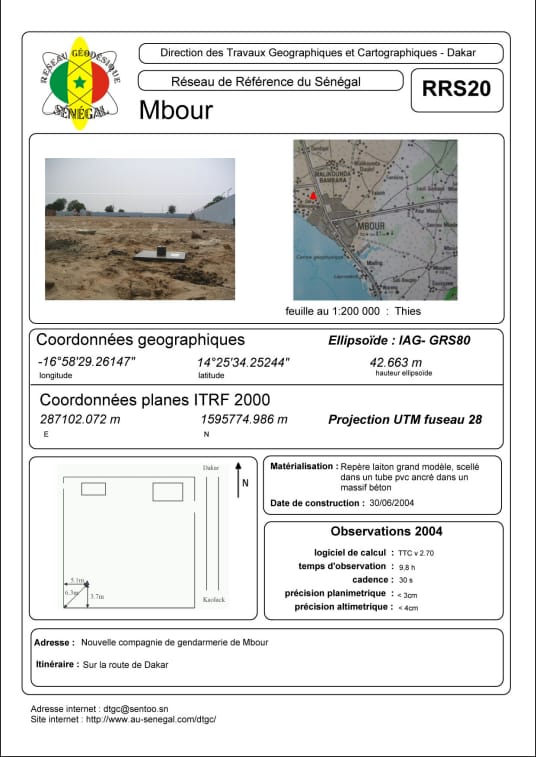 RESEAU GÉODÉSIQUE
SÉNÉGAL
Direction des Travaux Geographiques et Cartographiques - Dakar
Réseau de Référence du Sénégal
RRS20
Mbour
MALIKOUNDA
BAMBARA
MBOUR
Centre géophysique
feuille au 1:200 000 : Thies
Coordonnées geographiques
Ellipsoïde : IAG- GRS80
-16°58'29.26147"
14°25'34.25244"
42.663 m
longitude
latitude
hauteur ellipsoïde
Coordonnées planes ITRF 2000
287102.072 m
1595774.986 m
Projection UTM fuseau 28
E
N
Dakar
N
5.1m
6.3m
3.7m
Kaolack
Matérialisation : Repère laiton grand modèle, scellé
dans un tube pvc ancré dans un
massif béton
Date de construction : 30/06/2004
Observations 2004
logiciel de calcul : TTC v 2.70
temps d'observation : 9,8 h
cadence : 30 s
précision planimetrique : < 3cm
précision altimetrique : < 4cm
Adresse : Nouvelle compagnie de gendarmerie de Mbour
Itinéraire : Sur la route de Dakar
Adresse internet : dtgc@sentoo.sn
Site internet : http://www.au-senegal.com/dtgc/